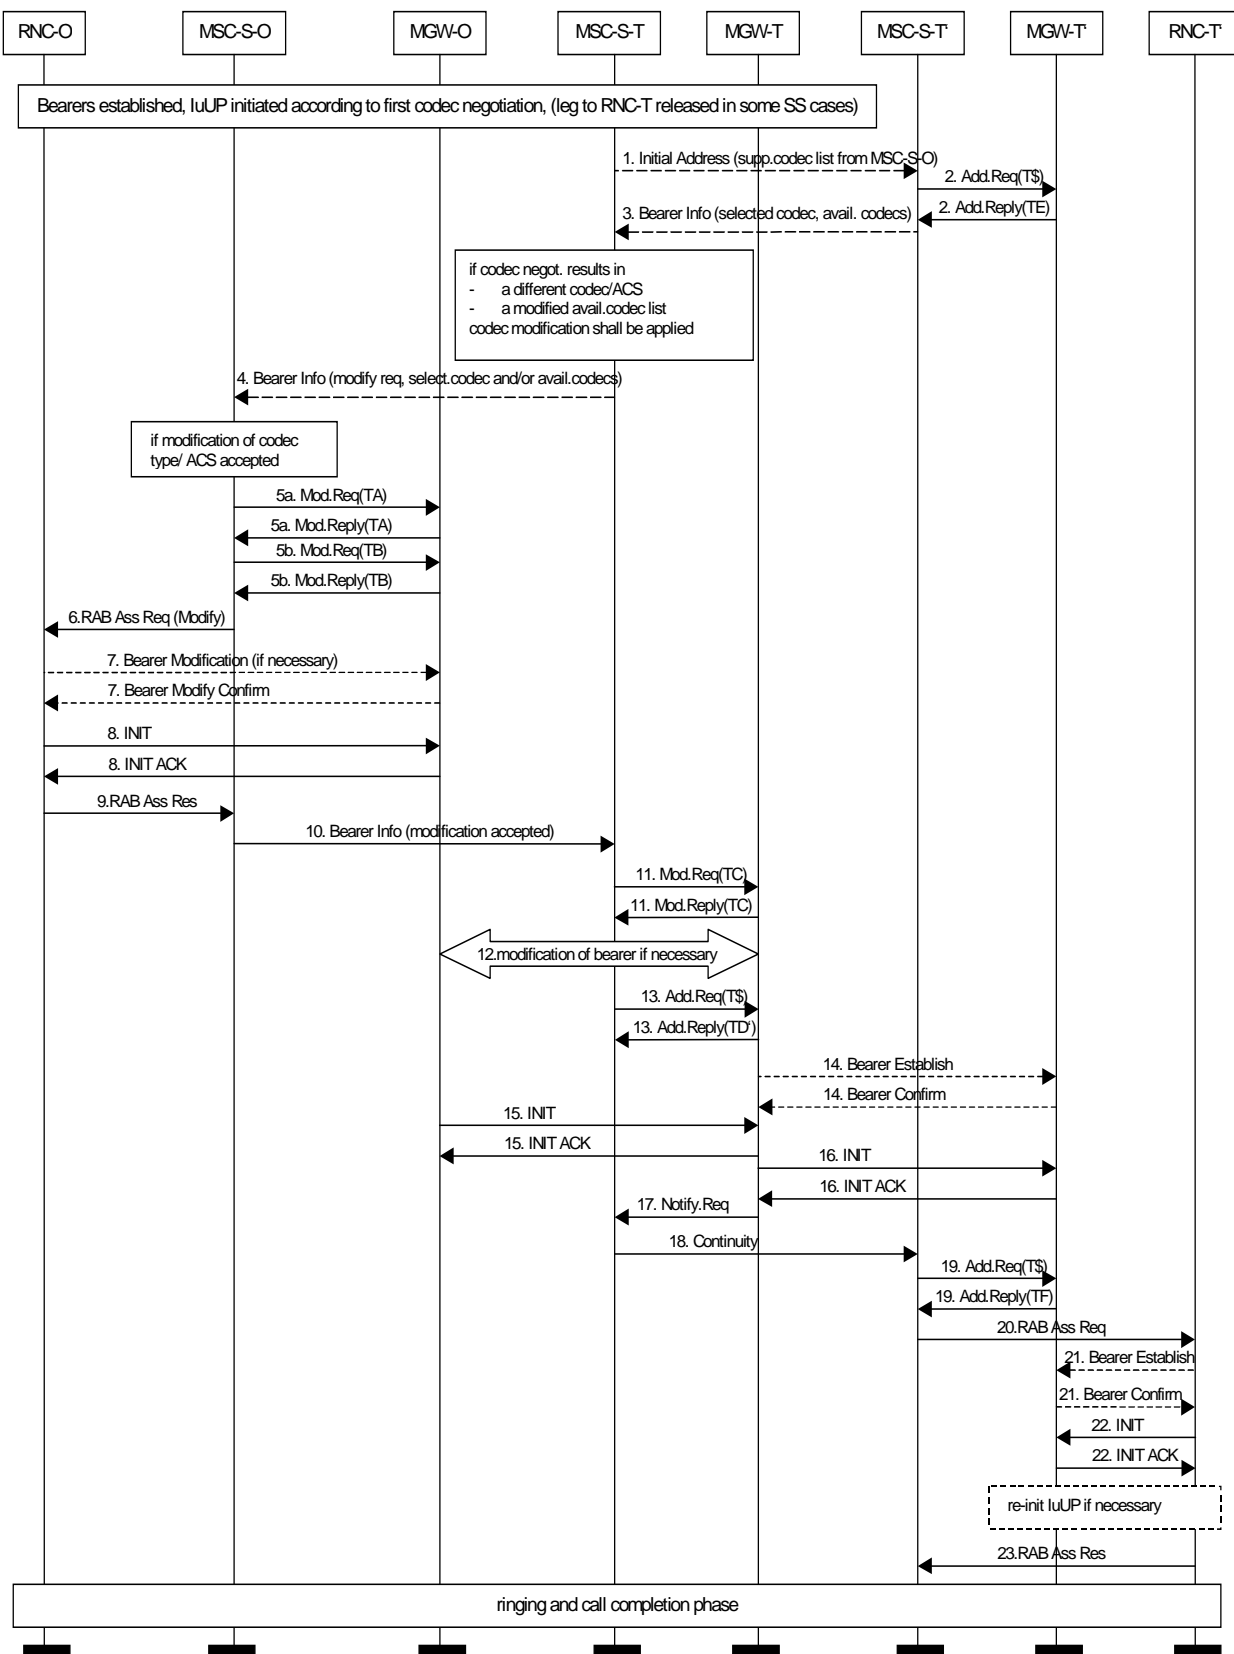 RNC-O
MSC-S-O
MGW-O
MSC-S-T
MGW-T
MSC-S-T'
MGW-T'
RNC-T'
Bearers established, IuUP initiated according to first codec negotiation, (leg to RNC-T released in some SS cases)
1. Initial Address (supp.codec list from MSC-S-O)
2. Add.Req(T$)
2. Add.Reply(TE)
3. Bearer Info (selected codec, avail. codecs)
if codec negot. results in
- a different codec/ACS
- a modified avail.codec list
codec modification shall be applied
4. Bearer Info (modify req, select.codec and/or avail.codecs)
if modification of codec
type/ ACS accepted
5a. Mod.Req(TA)
5a. Mod.Reply(TA)
5b. Mod.Req(TB)
5b. Mod.Reply(TB)
6.RAB Ass Req (Modify)
7. Bearer Modification (if necessary)
7. Bearer Modify Confirm
8. INIT
8. INIT ACK
9.RAB Ass Res
10. Bearer Info (modification accepted)
11. Mod.Req(TC)
11. Mod.Reply(TC)
12.modification of bearer if necessary
13. Add.Req(T$)
13. Add.Reply(TD')
14. Bearer Establish
14. Bearer Confirm
15. INIT
15. INIT ACK
16. INIT
16. INIT ACK
17. Notify.Req
18. Continuity
19. Add.Req(T$)
19. Add.Reply(TF)
20.RAB Ass Req
21. Bearer Establish
21. Bearer Confirm
22. INIT
22. INIT ACK
re-init IuUP if necessary
23.RAB Ass Res
ringing and call completion phase